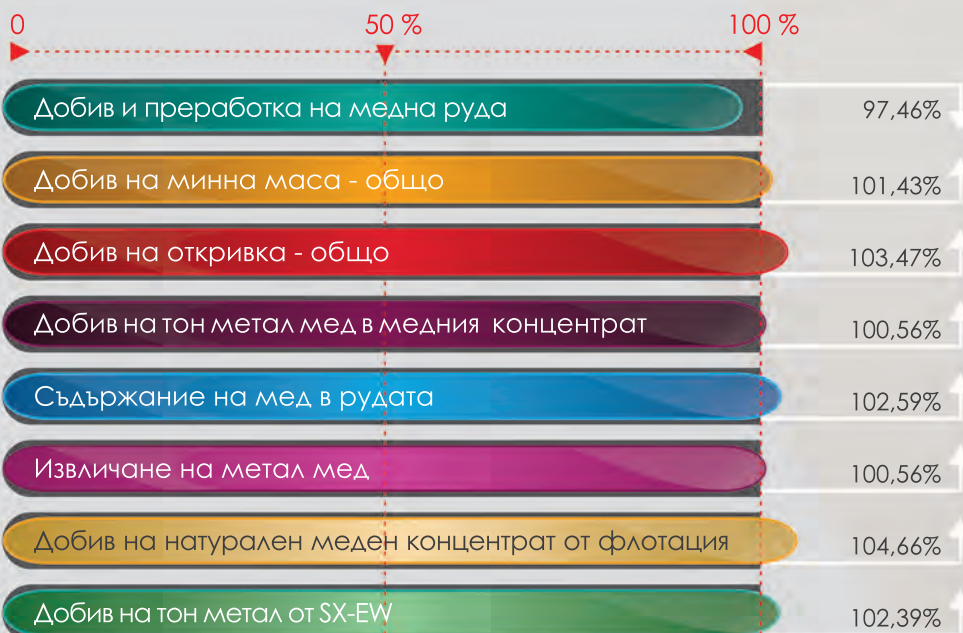 0 50 % 100 %
Добив и преработка на медна руда 97,46%
Добив на минна маса - общо 101,43%
Добив на откривка - общо 103,47%
Добив на тон метал мед в медния концентрат 100,56%
Съдържание на мед в рудата 102,59%
Извличане на метал мед 100,56%
Добив на натурален меден концентрат от флотация 104,66%
Добив на тон метал от SX-EW 102,39%